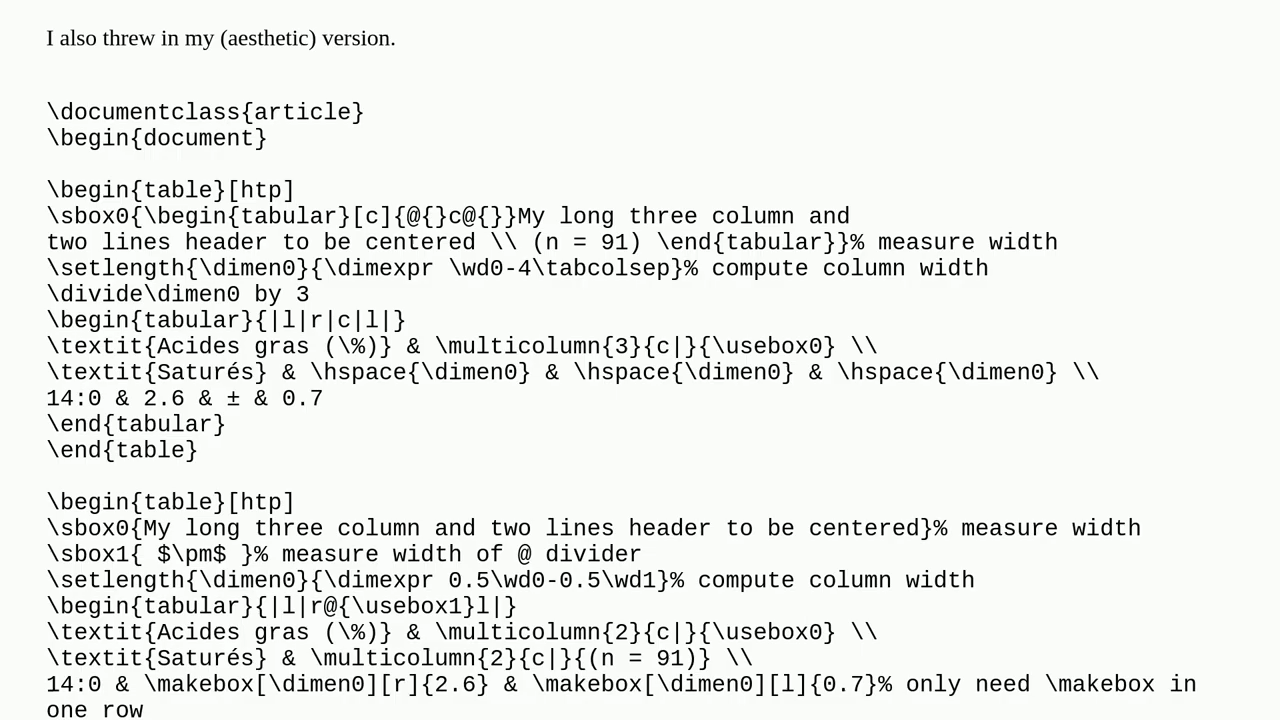 I also threw in my (aesthetic) version.
\documentclass{article}
\begin{document}
\begin{table}[htp]
\sbox0{\begin{tabular}[c]{@{}c@{}}My long three column and
two lines header to be centered \\ (n = 91) \end{tabular}}% measure width
\setlength{\dimen0}{\dimexpr \wd0-4\tabcolsep}% compute column width
\divide\dimen0 by 3
\begin{tabular}{|l|r|c|l|}
\textit{Acides gras (\%)} & \multicolumn{3}{c|}{\usebox0} \\
\textit{Saturés} & \hspace{\dimen0} & \hspace{\dimen0} & \hspace{\dimen0} \\
14:0 & 2.6 & ± & 0.7
\end{tabular}
\end{table}
\begin{table}[htp]
\sbox0{My long three column and two lines header to be centered}% measure width
\sbox1{ $\pm$ }% measure width of @ divider
\setlength{\dimen0}{\dimexpr 0.5\wd0-0.5\wd1}% compute column width
\begin{tabular}{|l|r@{\usebox1}l|}
\textit{Acides gras (\%)} & \multicolumn{2}{c|}{\usebox0} \\
\textit{Saturés} & \multicolumn{2}{c|}{(n = 91)} \\
14:0 & \makebox[\dimen0][r]{2.6} & \makebox[\dimen0][l]{0.7}% only need \makebox in
one row